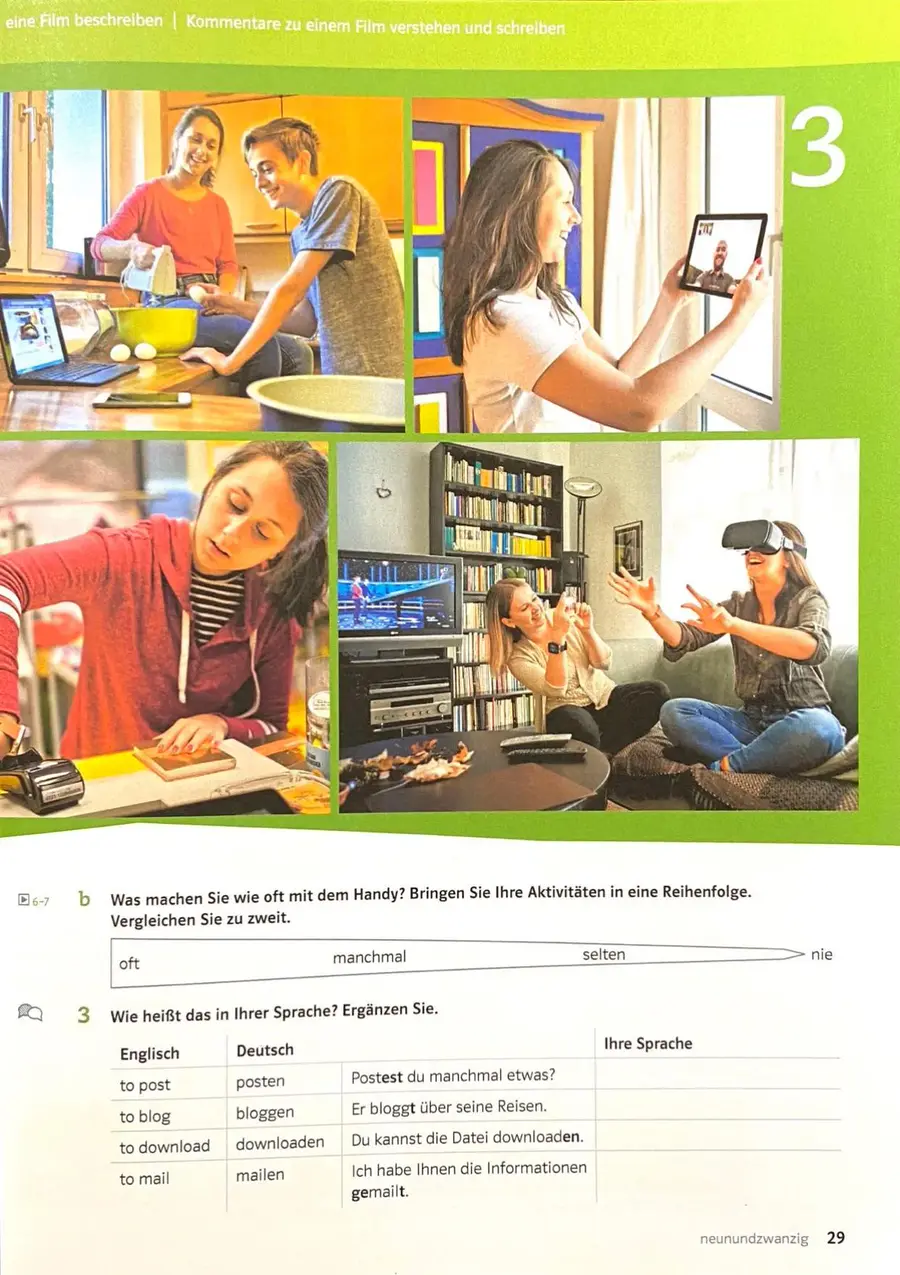 eine Film beschreiben | Kommentare zu einem Film verstehen und schreiben
3
6-7
b Was machen Sie wie oft mit dem Handy? Bringen Sie Ihre Aktivitäten in eine Reihenfolge.
Vergleichen Sie zu zweit.
oft manchmal selten nie
3 Wie heißt das in Ihrer Sprache? Ergänzen Sie.
Englisch Deutsch Ihre Sprache
to post posten Postest du manchmal etwas?
to blog bloggen Er bloggt über seine Reisen.
to download downloaden Du kannst die Datei downloaden.
to mail mailen Ich habe Ihnen die Informationen
gemailt.
neunundzwanzig 29